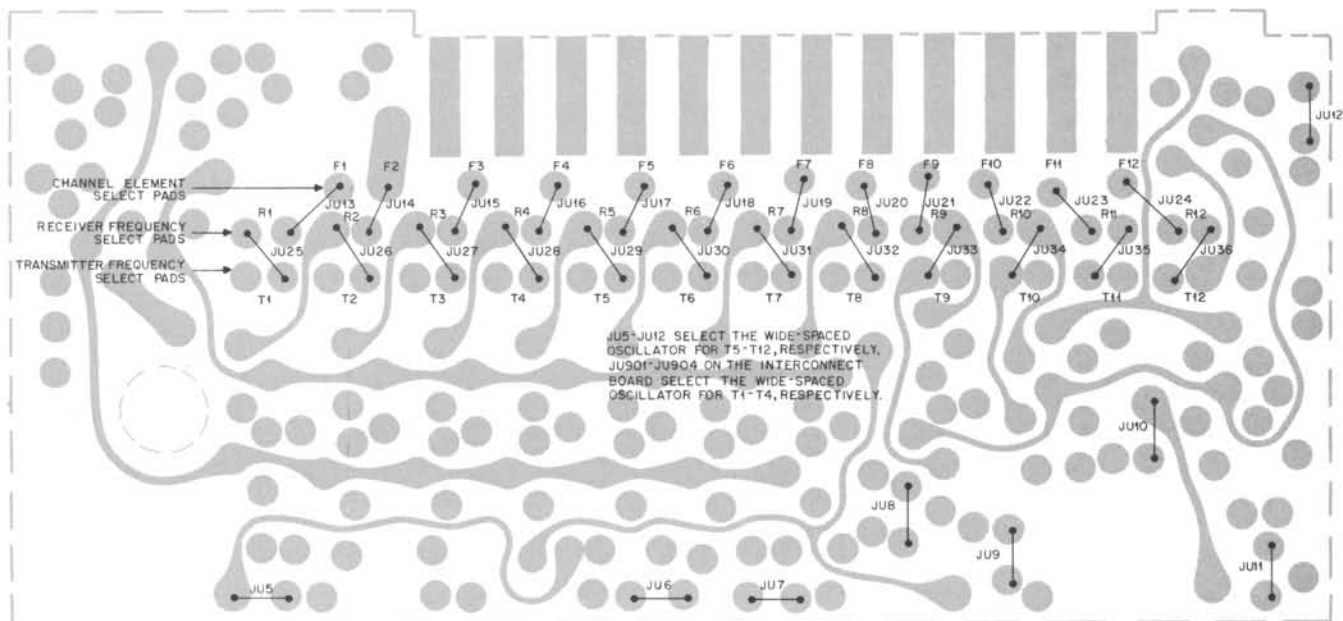 JU12
F1 F2 F3 F4 F5 F6 F7 F8 F9 F10 F11 F12
CHANNEL ELEMENT
SELECT PADS
JU13 JU14 JU15 JU16 JU17 JU18 JU19 JU20 JU21 JU22 JU23 JU24
R1 R2 R3 R4 R5 R6 R7 R8 R9 R10 R11 R12
RECEIVER FREQUENCY
SELECT PADS
JU25 JU26 JU27 JU28 JU29 JU30 JU31 JU32 JU33 JU34 JU35 JU36
TRANSMITTER FREQUENCY
SELECT PADS
T1 T2 T3 T4 T5 T6 T7 T8 T9 T10 T11 T12
JU5-JU12 SELECT THE WIDE-SPACED
OSCILLATOR FOR T5-T12, RESPECTIVELY.
JU901-JU904 ON THE INTERCONNECT
BOARD SELECT THE WIDE-SPACED
OSCILLATOR FOR T1-T4, RESPECTIVELY.
JU10
JU8
JU9
JU11
JU5 JU6 JU7